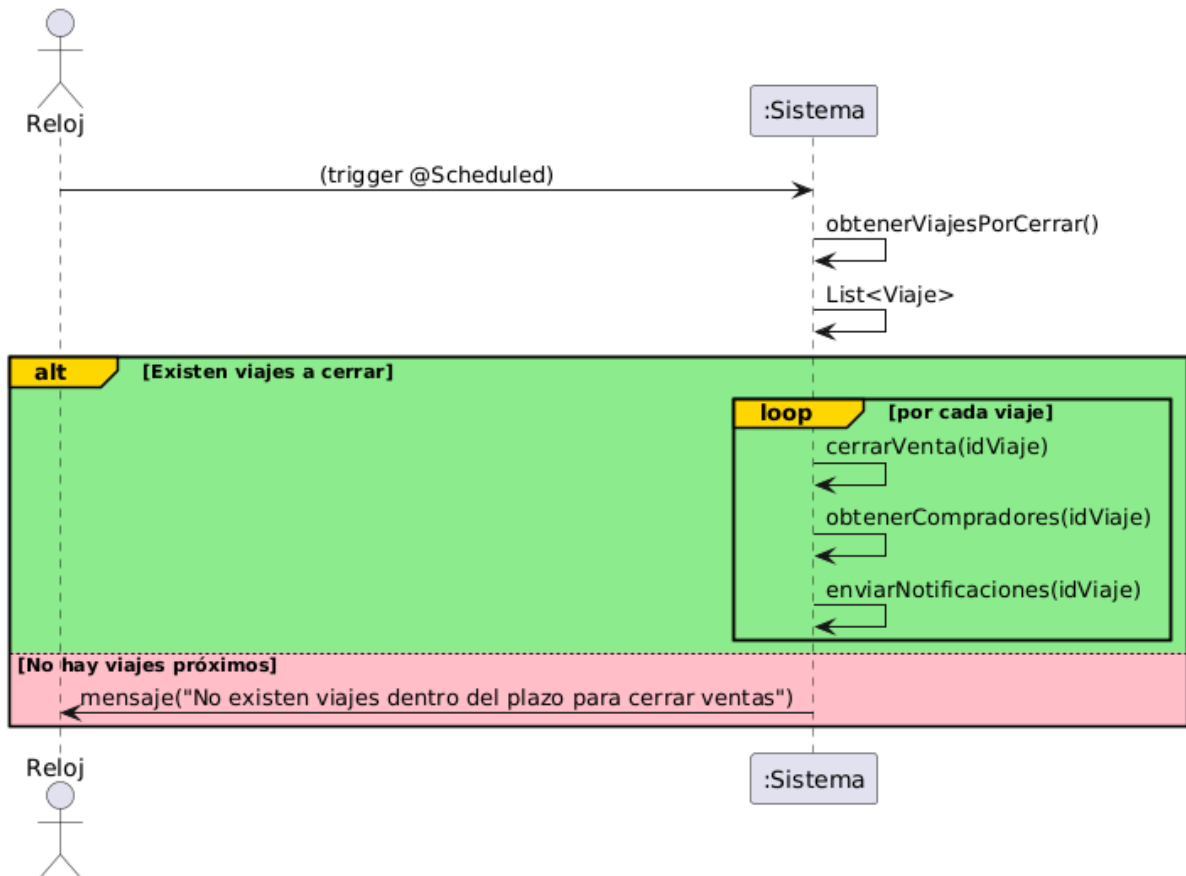 Reloj
:Sistema
(trigger @Scheduled)
obtenerViajesPorCerrar()
List<Viaje>
alt [Existen viajes a cerrar]
loop [por cada viaje]
cerrarVenta(idViaje)
obtenerCompradores(idViaje)
enviarNotificaciones(idViaje)
[No hay viajes próximos]
mensaje("No existen viajes dentro del plazo para cerrar ventas")
Reloj
:Sistema